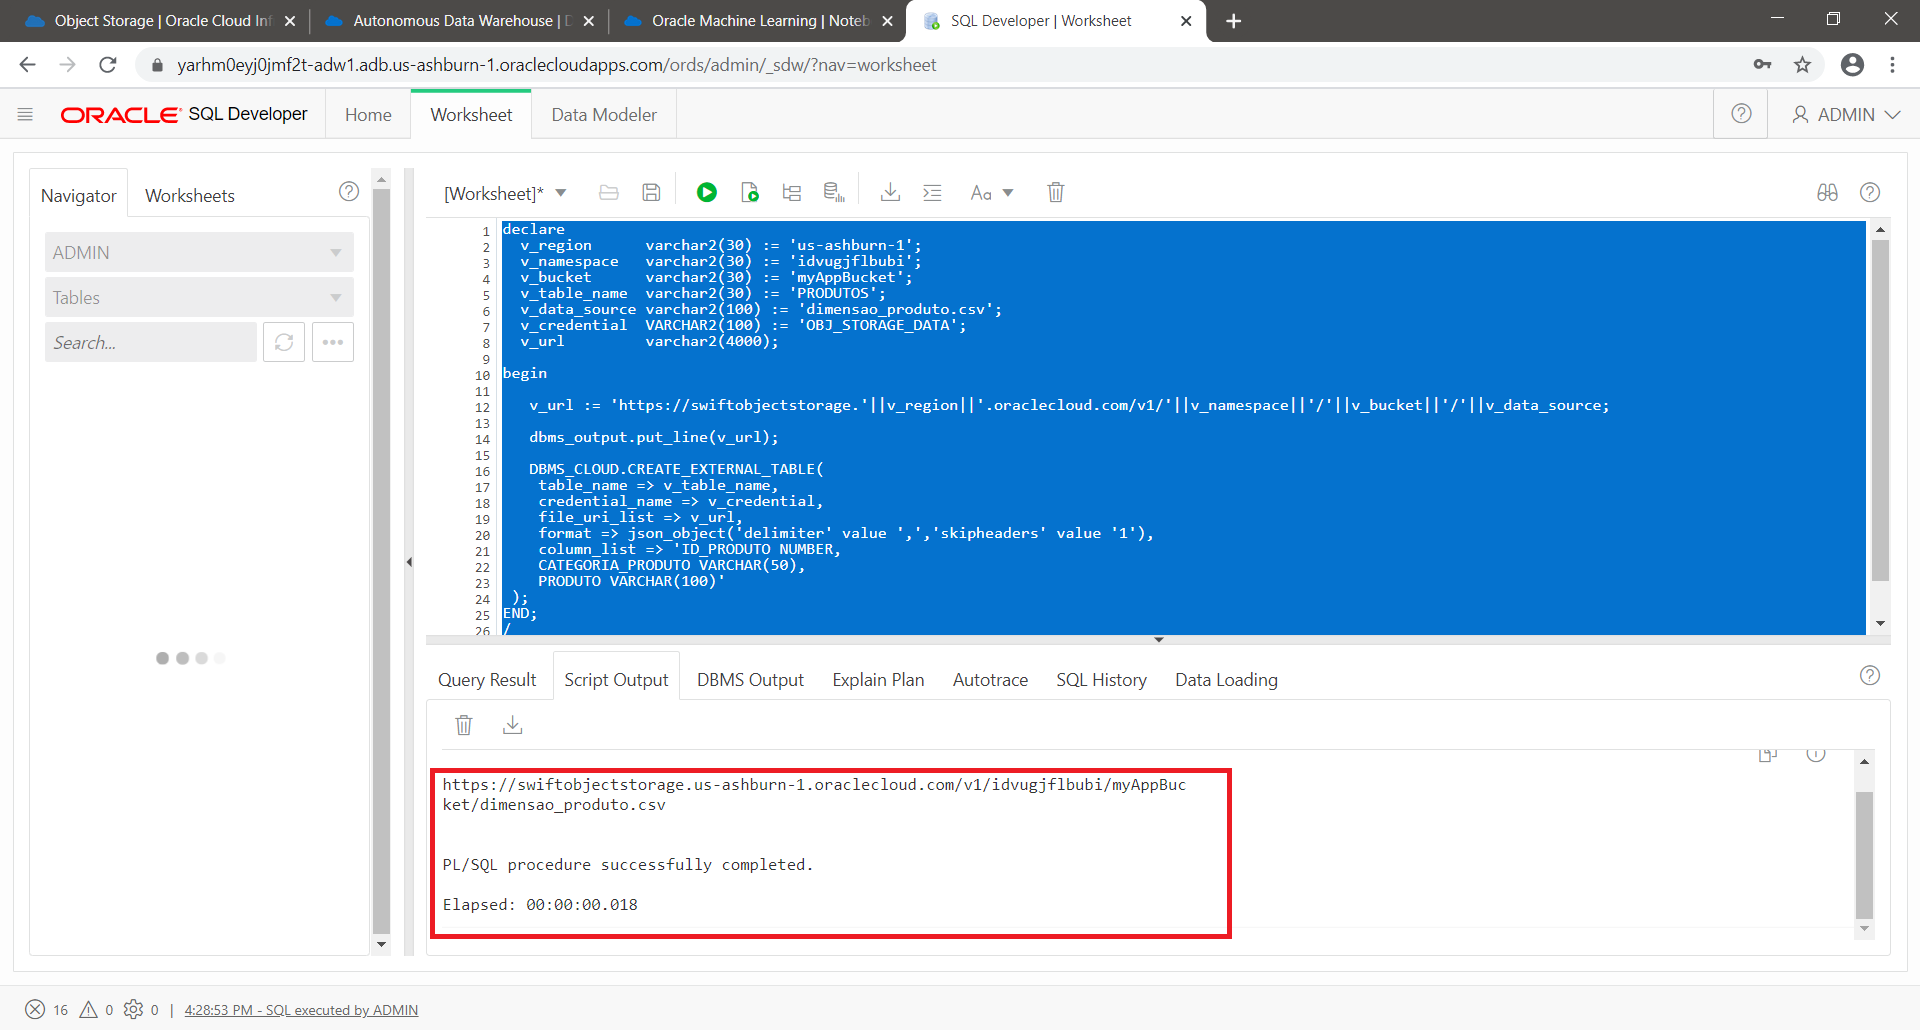 Object Storage | Oracle Cloud Inf
Autonomous Data Warehouse | D
Oracle Machine Learning | Noteb
SQL Developer | Worksheet
yarhm0eyj0jmf2t-adw1.adb.us-ashburn-1.oraclecloudapps.com/ords/admin/_sdw/?nav=worksheet
ORACLE SQL Developer
Home
Worksheet
Data Modeler
ADMIN
Navigator
Worksheets
ADMIN
Tables
Search...
[Worksheet]*
Aa
1 declare
2 v_region varchar2(30) := 'us-ashburn-1';
3 v_namespace varchar2(30) := 'idvugjflbubi';
4 v_bucket varchar2(30) := 'myAppBucket';
5 v_table_name varchar2(30) := 'PRODUTOS';
6 v_data_source varchar2(100) := 'dimensao_produto.csv';
7 v_credential VARCHAR2(100) := 'OBJ_STORAGE_DATA';
8 v_url varchar2(4000);
9
10 begin
11
12 v_url := 'https://swiftobjectstorage.'||v_region||'.oraclecloud.com/v1/'||v_namespace||'/'||v_bucket||'/'||v_data_source;
13
14 dbms_output.put_line(v_url);
15
16 DBMS_CLOUD.CREATE_EXTERNAL_TABLE(
17 table_name => v_table_name,
18 credential_name => v_credential,
19 file_uri_list => v_url,
20 format => json_object('delimiter' value ',','skipheaders' value '1'),
21 column_list => 'ID_PRODUTO NUMBER,
22 CATEGORIA_PRODUTO VARCHAR(50),
23 PRODUTO VARCHAR(100)'
24 );
25 END;
26 /
Query Result
Script Output
DBMS Output
Explain Plan
Autotrace
SQL History
Data Loading
https://swiftobjectstorage.us-ashburn-1.oraclecloud.com/v1/idvugjflbubi/myAppBuc
ket/dimensao_produto.csv
PL/SQL procedure successfully completed.
Elapsed: 00:00:00.018
16 0 0 | 4:28:53 PM - SQL executed by ADMIN